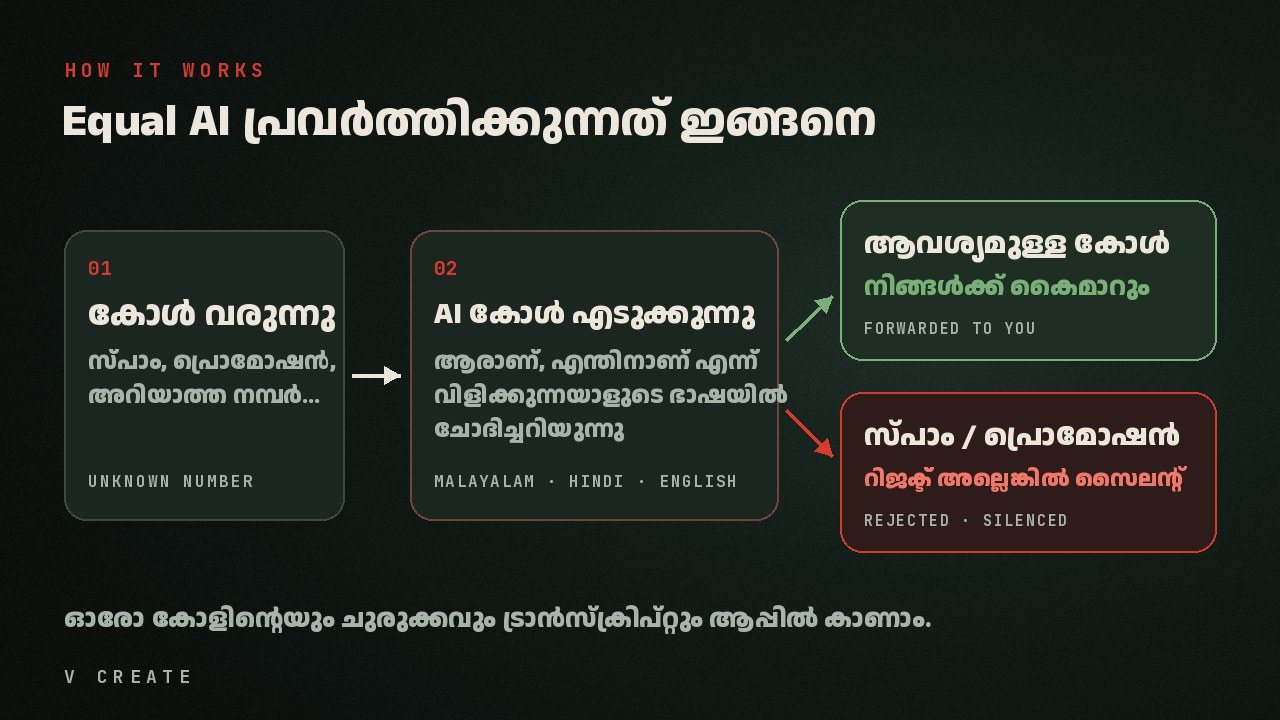 HOW IT WORKS
Equal AI പ്രവർത്തിക്കുന്നത് ഇങ്ങനെ
01
കോൾ വരുന്നു
സ്പാം, പ്രൊമോഷൻ,
അറിയാത്ത നമ്പർ...
UNKNOWN NUMBER
02
AI കോൾ എടുക്കുന്നു
ആരാണ്, എന്തിനാണ് എന്ന്
വിളിക്കുന്നയാളുടെ ഭാഷയിൽ
ചോദിച്ചറിയുന്നു
MALAYALAM · HINDI · ENGLISH
ആവശ്യമുള്ള കോൾ
നിങ്ങൾക്ക് കൈമാറും
FORWARDED TO YOU
സ്പാം / പ്രൊമോഷൻ
റിജക്ട് അല്ലെങ്കിൽ സൈലന്റ്
REJECTED · SILENCED
ഓരോ കോളിന്റെയും ചുരുക്കവും ട്രാൻസ്ക്രിപ്റ്റും ആപ്പിൽ കാണാം.
V CREATE